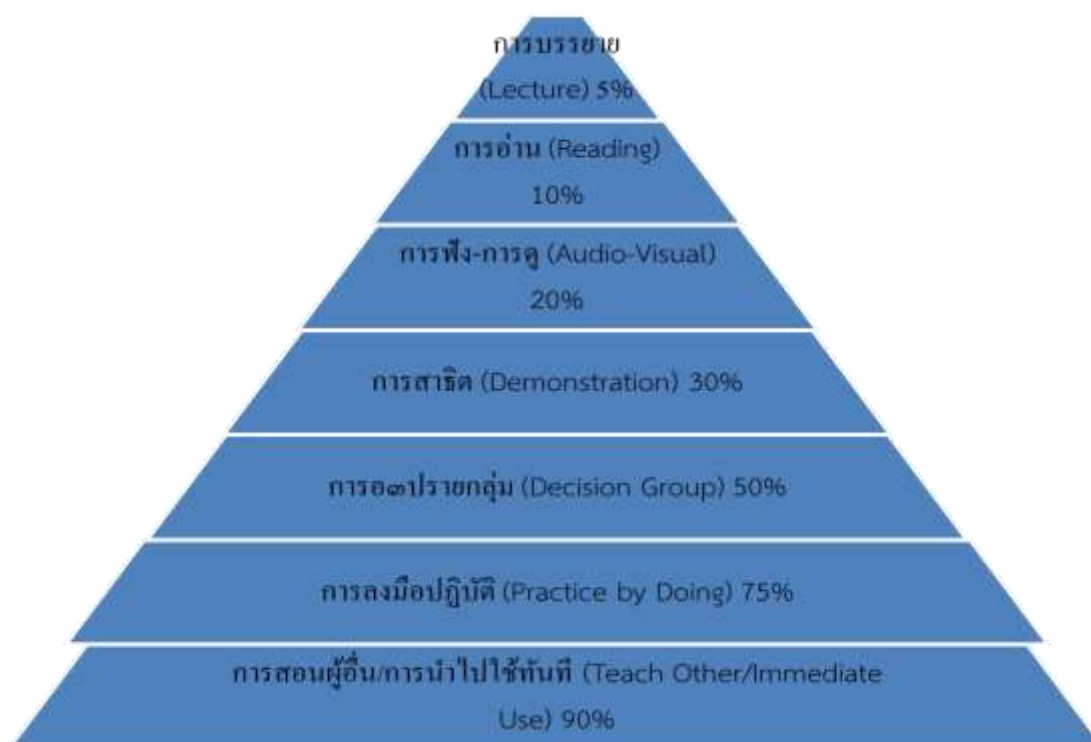 การบรรยาย
(Lecture) 5%
การอ่าน (Reading)
10%
การฟัง-การดู (Audio-Visual)
20%
การสาธิต (Demonstration) 30%
การอ๓ปรายกลุ่ม (Decision Group) 50%
การลงมือปฏิบัติ (Practice by Doing) 75%
การสอนผู้อื่น/การนำไปใช้ทันที (Teach Other/Immediate
Use) 90%